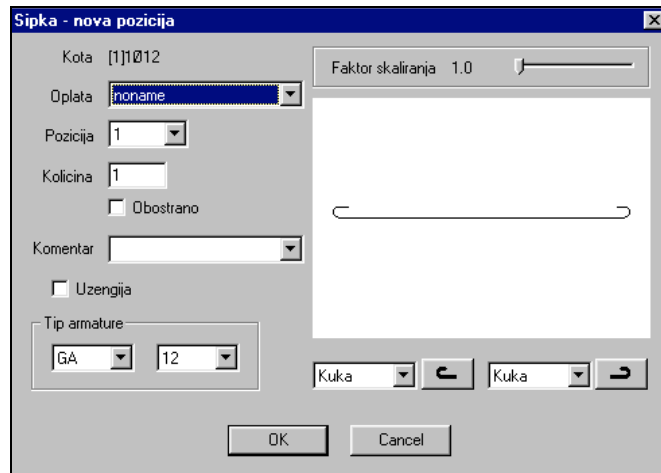 Sipka - nova pozicija
Kota [1]1Ø12
Faktor skaliranja 1.0
Oplata noname
Pozicija 1
Kolicina 1
Obostrano
Komentar
Uzengija
Tip armature
GA 12
Kuka Kuka
OK Cancel